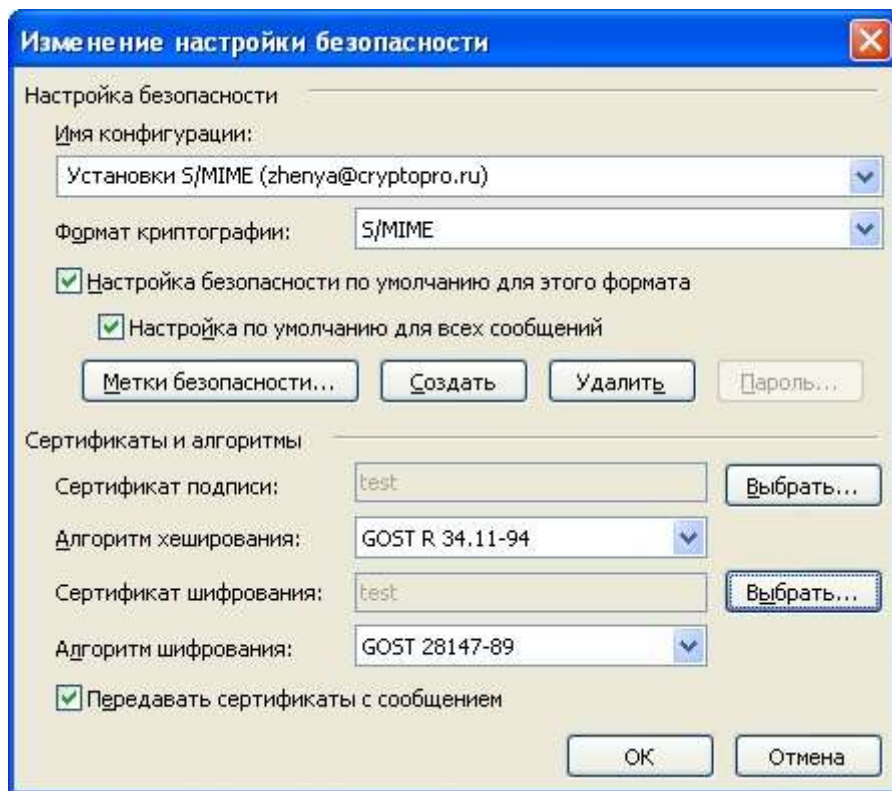 Изменение настройки безопасности
Настройка безопасности
Имя конфигурации:
Установки S/MIME (zhenya@cryptopro.ru)
Формат криптографии: S/MIME
Настройка безопасности по умолчанию для этого формата
Настройка по умолчанию для всех сообщений
Метки безопасности... Создать Удалить Пароль...
Сертификаты и алгоритмы
Сертификат подписи: test Выбрать...
Алгоритм хеширования: GOST R 34.11-94
Сертификат шифрования: test Выбрать...
Алгоритм шифрования: GOST 28147-89
Передавать сертификаты с сообщением
ОК Отмена